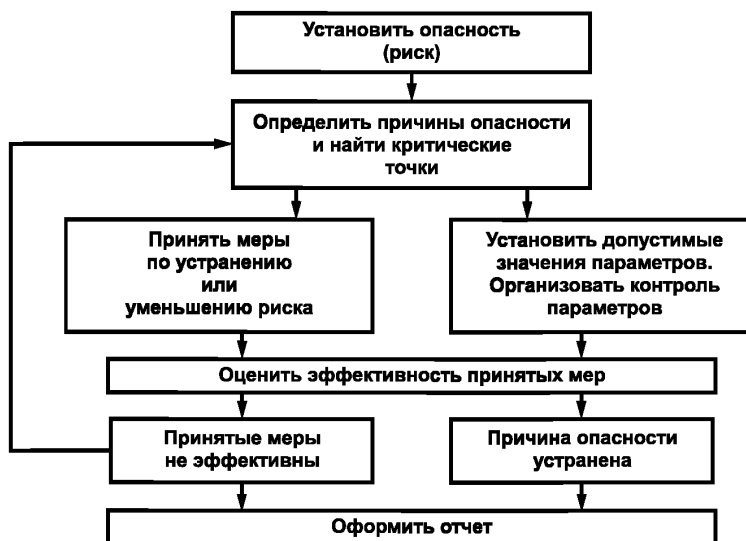 Установить опасность
(риск)
Определить причины опасности
и найти критические
точки
Принять меры
по устранению
или
уменьшению риска
Установить допустимые
значения параметров.
Организовать контроль
параметров
Оценить эффективность принятых мер
Принятые меры
не эффективны
Причина опасности
устранена
Оформить отчет